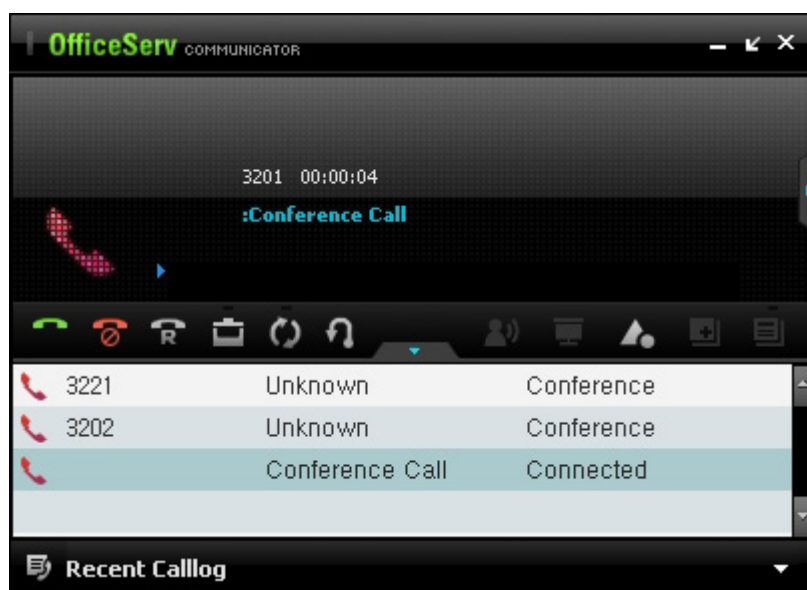 OfficeServ COMMUNICATOR
3201 00:00:04
:Conference Call
R
3221 Unknown Conference
3202 Unknown Conference
Conference Call Connected
Recent Calllog